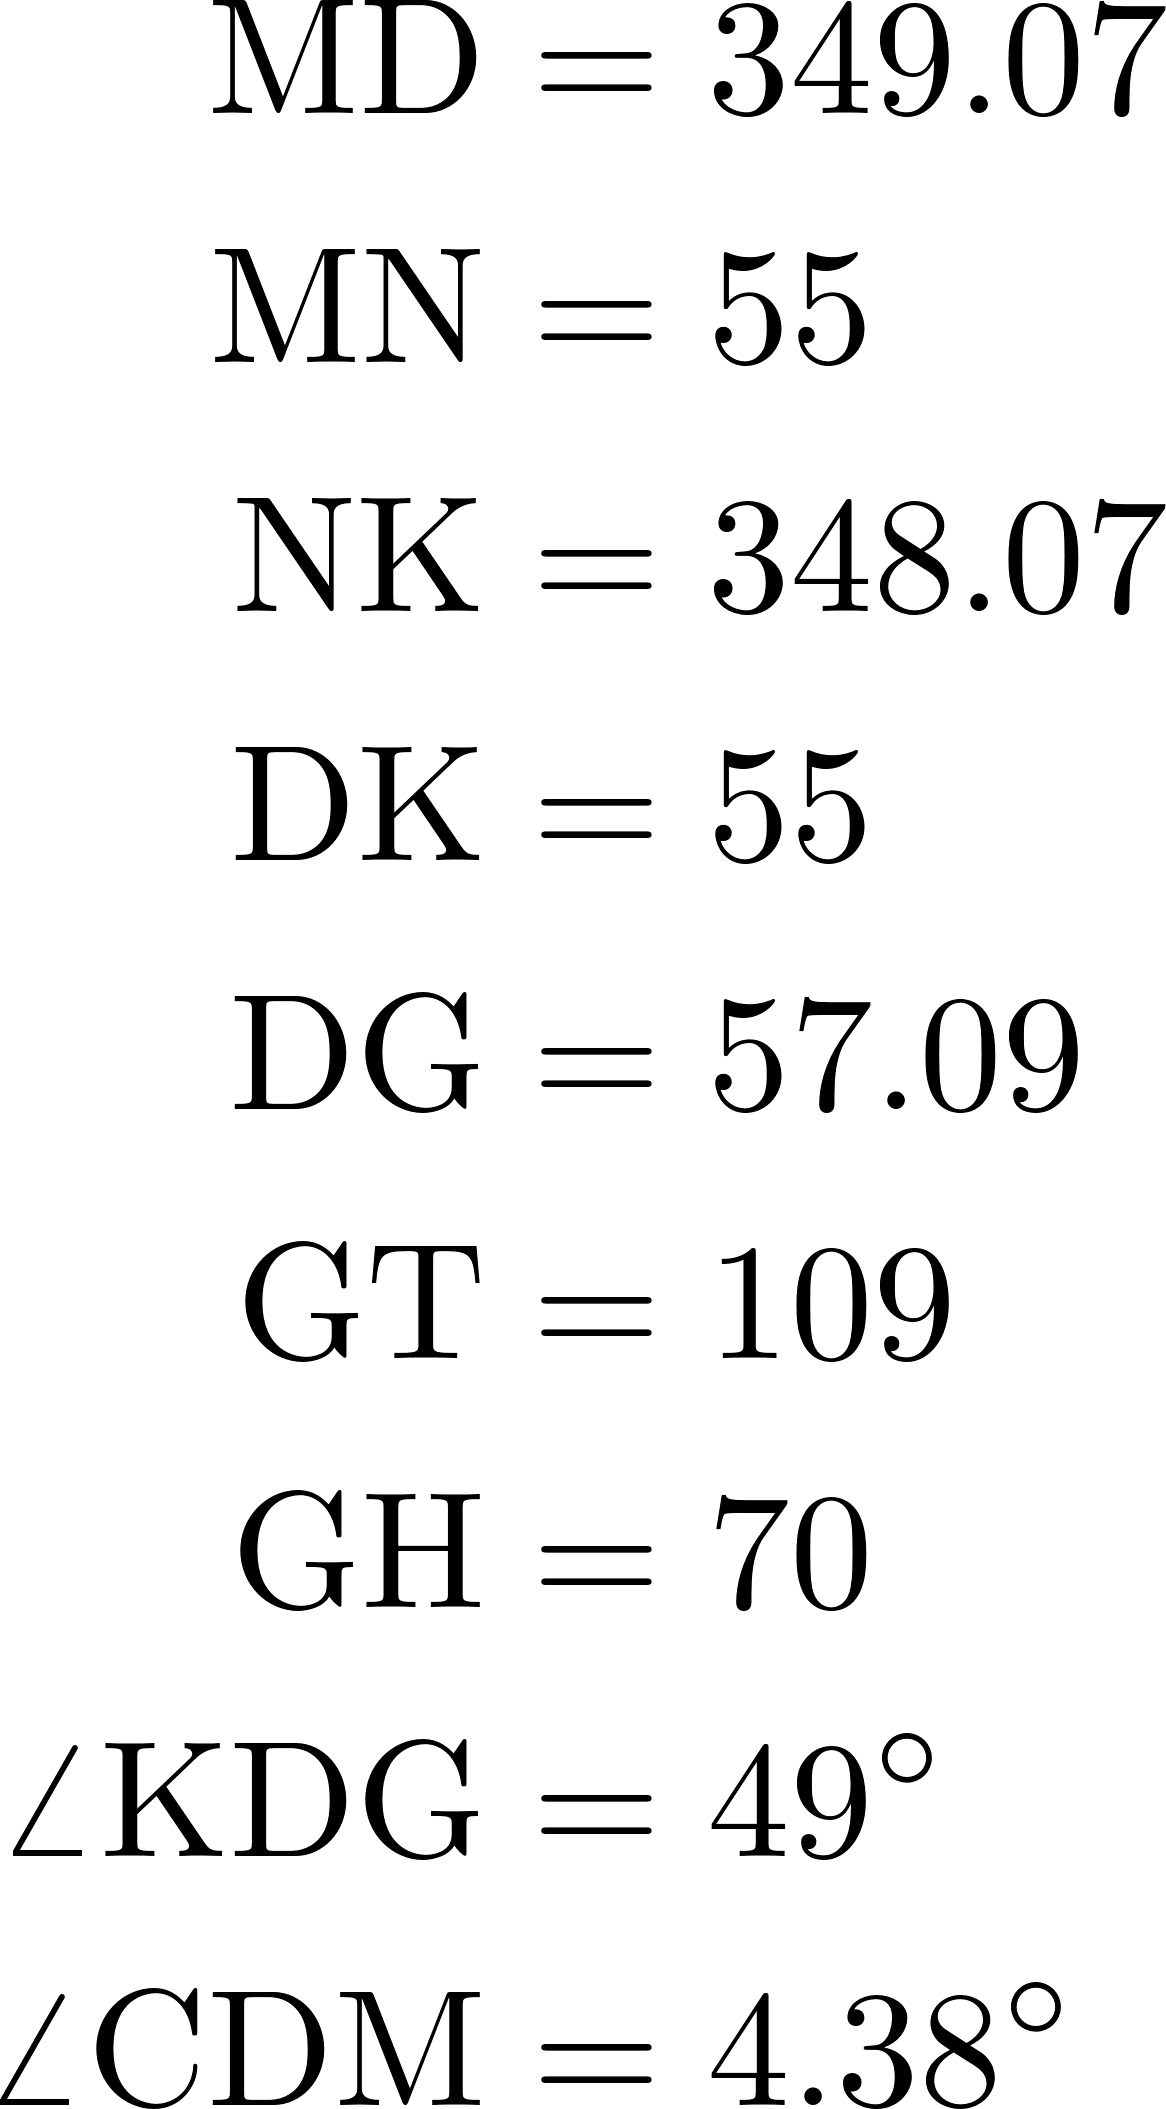 MD = 349.07
MN = 55
NK = 348.07
DK = 55
DG = 57.09
GT = 109
GH = 70
∠KDG = 49°
∠CDM = 4.38°